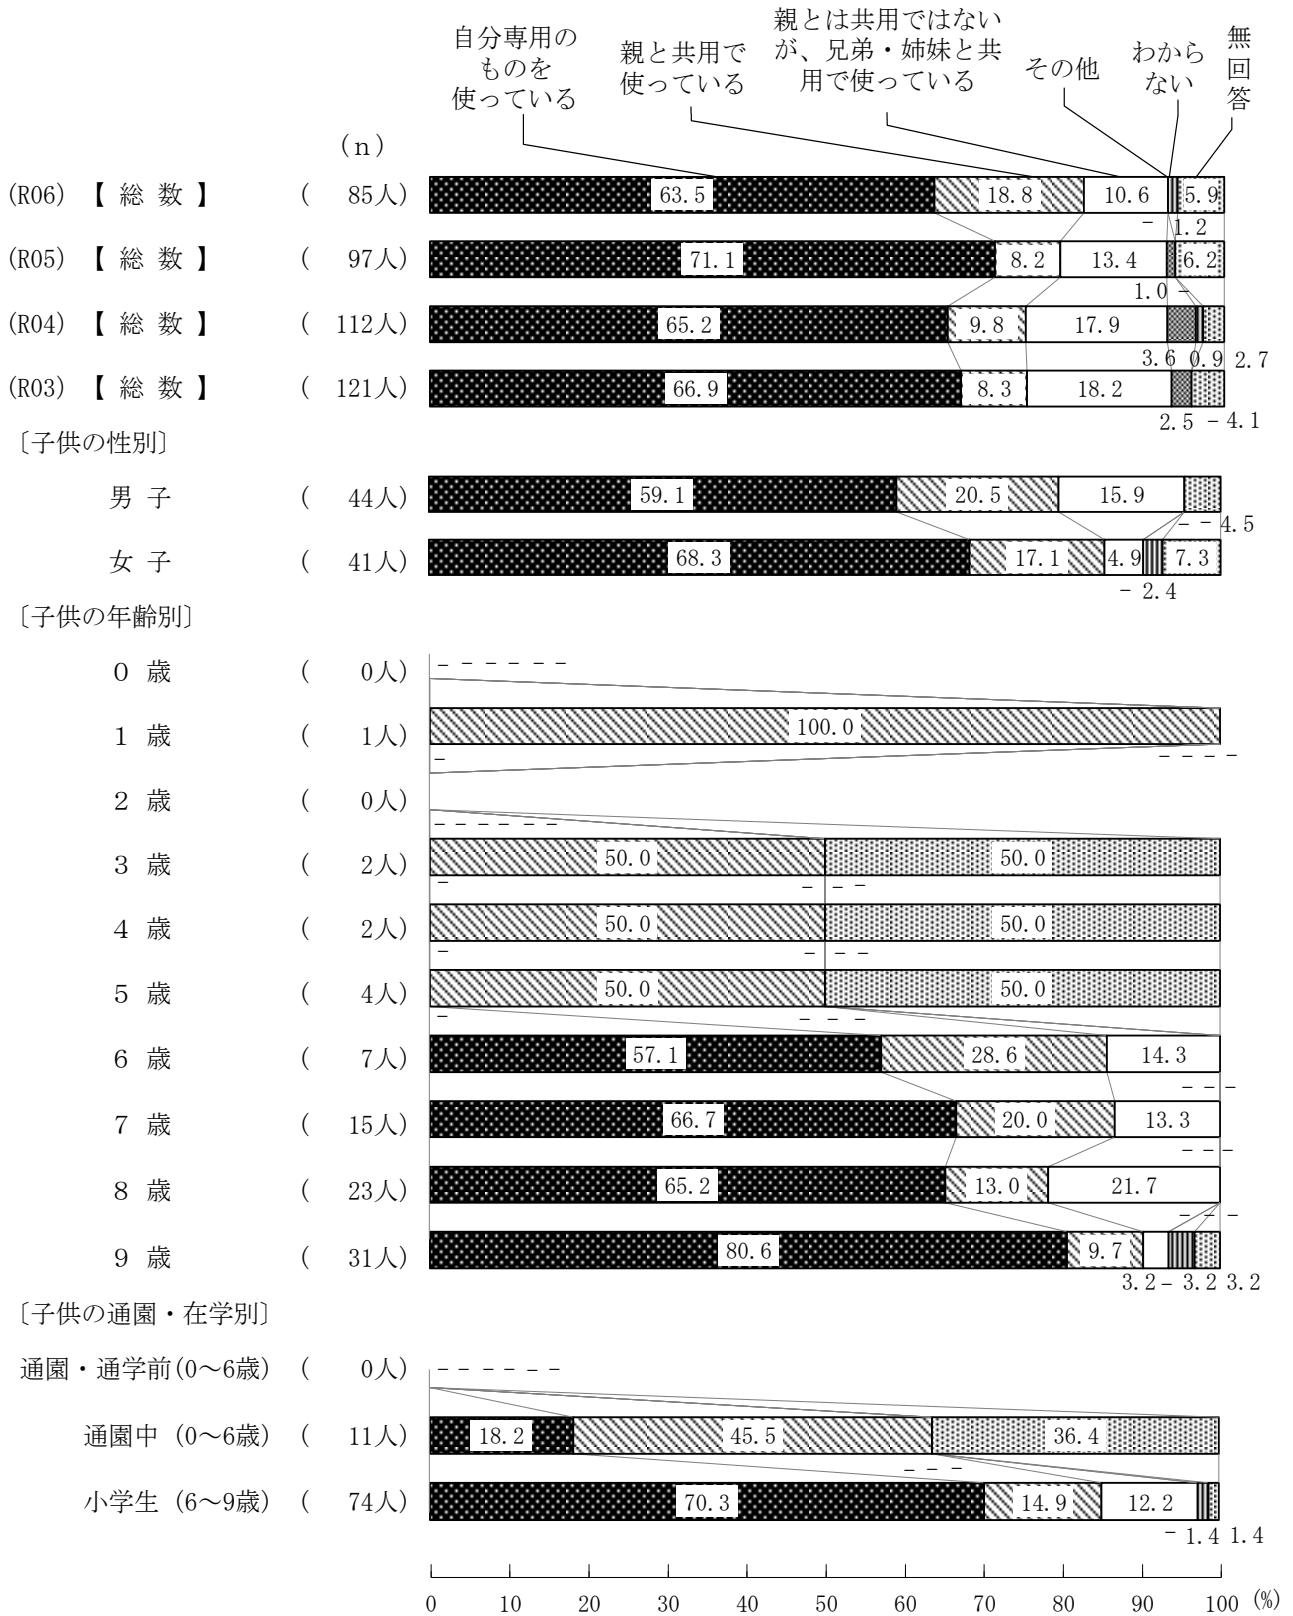 自分専用の
ものを
使っている
親と共用で
使っている
親とは共用ではない
が、兄弟・姉妹と共
用で使っている
その他
わから
ない
無
回
答
(n)
(R06) 【 総 数 】 ( 85人) 63.5 18.8 10.6 5.9
- 1.2
(R05) 【 総 数 】 ( 97人) 71.1 8.2 13.4 6.2
1.0 -
(R04) 【 総 数 】 ( 112人) 65.2 9.8 17.9
3.6 0.9 2.7
(R03) 【 総 数 】 ( 121人) 66.9 8.3 18.2
2.5 - 4.1
〔子供の性別〕
男 子 ( 44人) 59.1 20.5 15.9
- - 4.5
女 子 ( 41人) 68.3 17.1 4.9 7.3
- 2.4
〔子供の年齢別〕
0 歳 ( 0人) - - - - - -
1 歳 ( 1人) 100.0
- - - - -
2 歳 ( 0人)
- - - - - -
3 歳 ( 2人) 50.0 50.0
- - - -
4 歳 ( 2人) 50.0 50.0
- - - -
5 歳 ( 4人) 50.0 50.0
- - - -
6 歳 ( 7人) 57.1 28.6 14.3
- - -
7 歳 ( 15人) 66.7 20.0 13.3
- - -
8 歳 ( 23人) 65.2 13.0 21.7
- - -
9 歳 ( 31人) 80.6 9.7
3.2 - 3.2 3.2
〔子供の通園・在学別〕
通園・通学前(0～6歳) ( 0人) - - - - - -
通園中 (0～6歳) ( 11人) 18.2 45.5 36.4
- - -
小学生 (6～9歳) ( 74人) 70.3 14.9 12.2
- 1.4 1.4
0 10 20 30 40 50 60 70 80 90 100 (%)